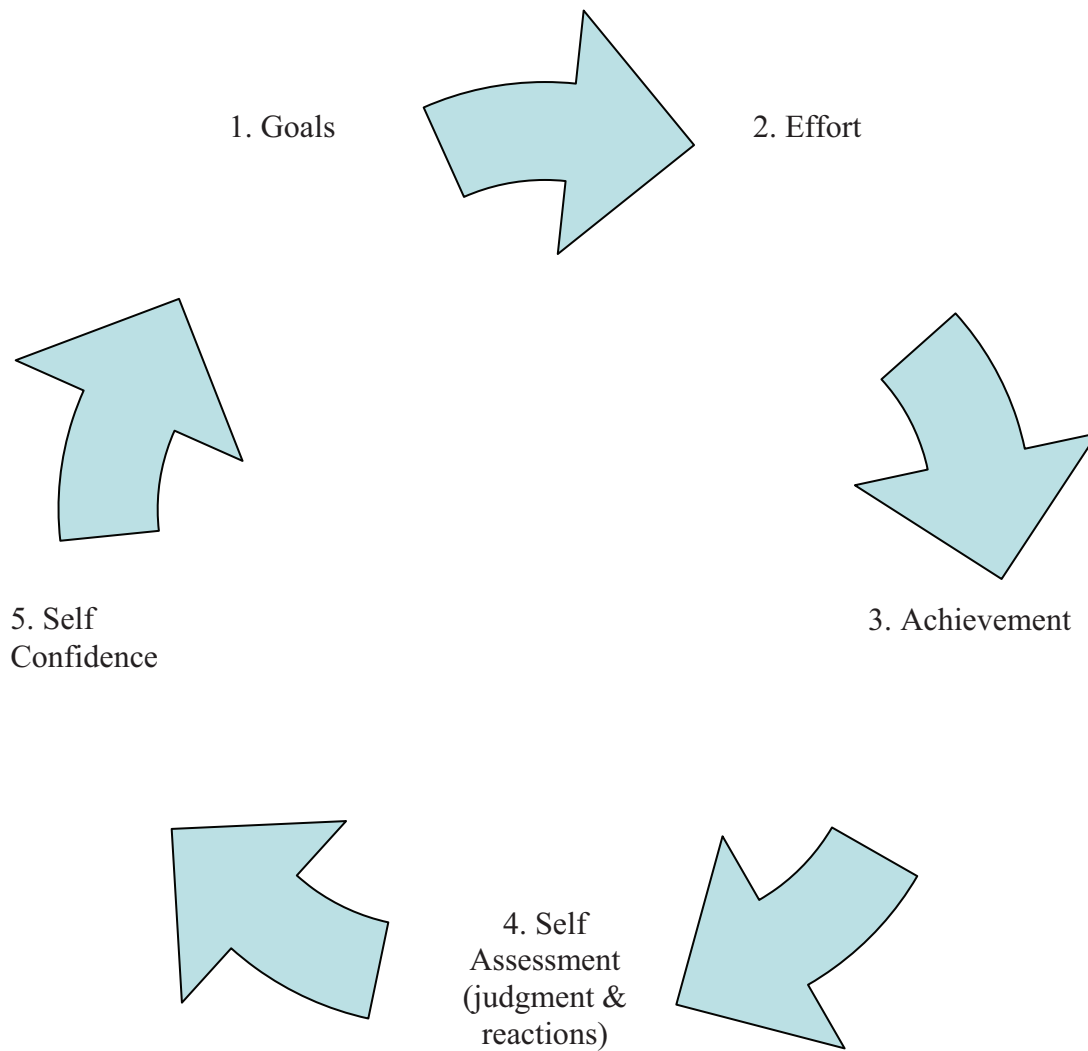 1. Goals
2. Effort
3. Achievement
4. Self
Assessment
(judgment &
reactions)
5. Self
Confidence